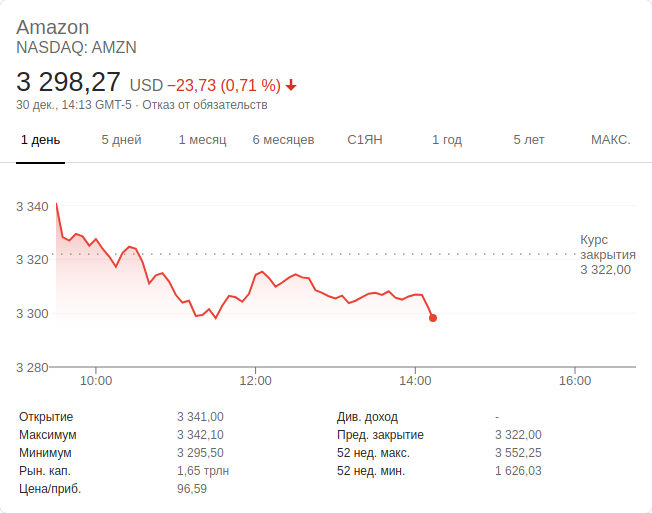 Amazon
NASDAQ: AMZN
3 298,27 USD −23,73 (0,71 %)
30 дек., 14:13 GMT-5 · Отказ от обязательств
1 день 5 дней 1 месяц 6 месяцев С1ЯН 1 год 5 лет МАКС.
3 340
Курс
закрытия
3 322,00
3 320
3 300
3 280
10:00 12:00 14:00 16:00
Открытие 3 341,00 Див. доход -
Максимум 3 342,10 Пред. закрытие 3 322,00
Минимум 3 295,50 52 нед. макс. 3 552,25
Рын. кап. 1,65 трлн 52 нед. мин. 1 626,03
Цена/приб. 96,59